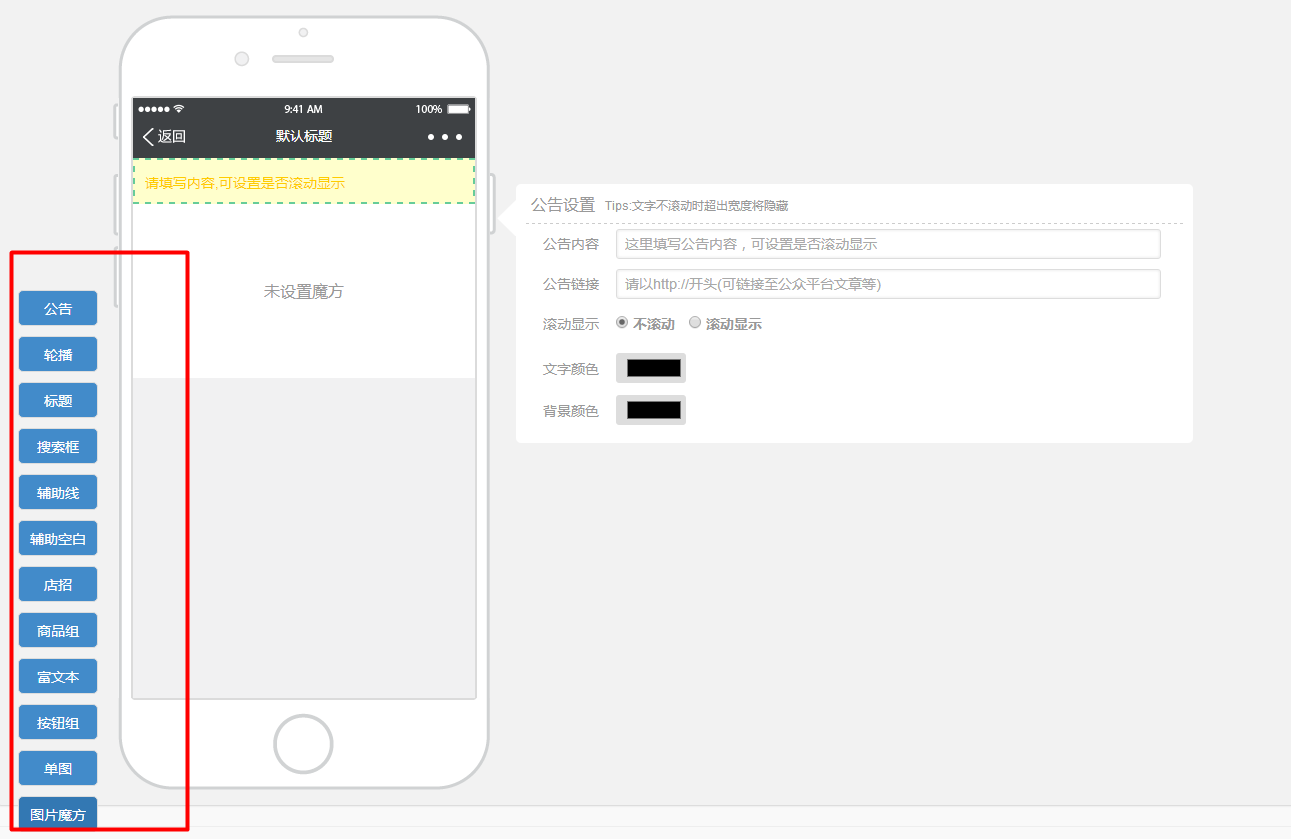 9:41 AM 100%
返回 默认标题
请填写内容,可设置是否滚动显示
未设置魔方
公告
轮播
标题
搜索框
辅助线
辅助空白
店招
商品组
富文本
按钮组
单图
图片魔方
公告设置 Tips:文字不滚动时超出宽度将隐藏
公告内容 这里填写公告内容，可设置是否滚动显示
公告链接 请以http://开头(可链接至公众平台文章等)
滚动显示 不滚动 滚动显示
文字颜色
背景颜色